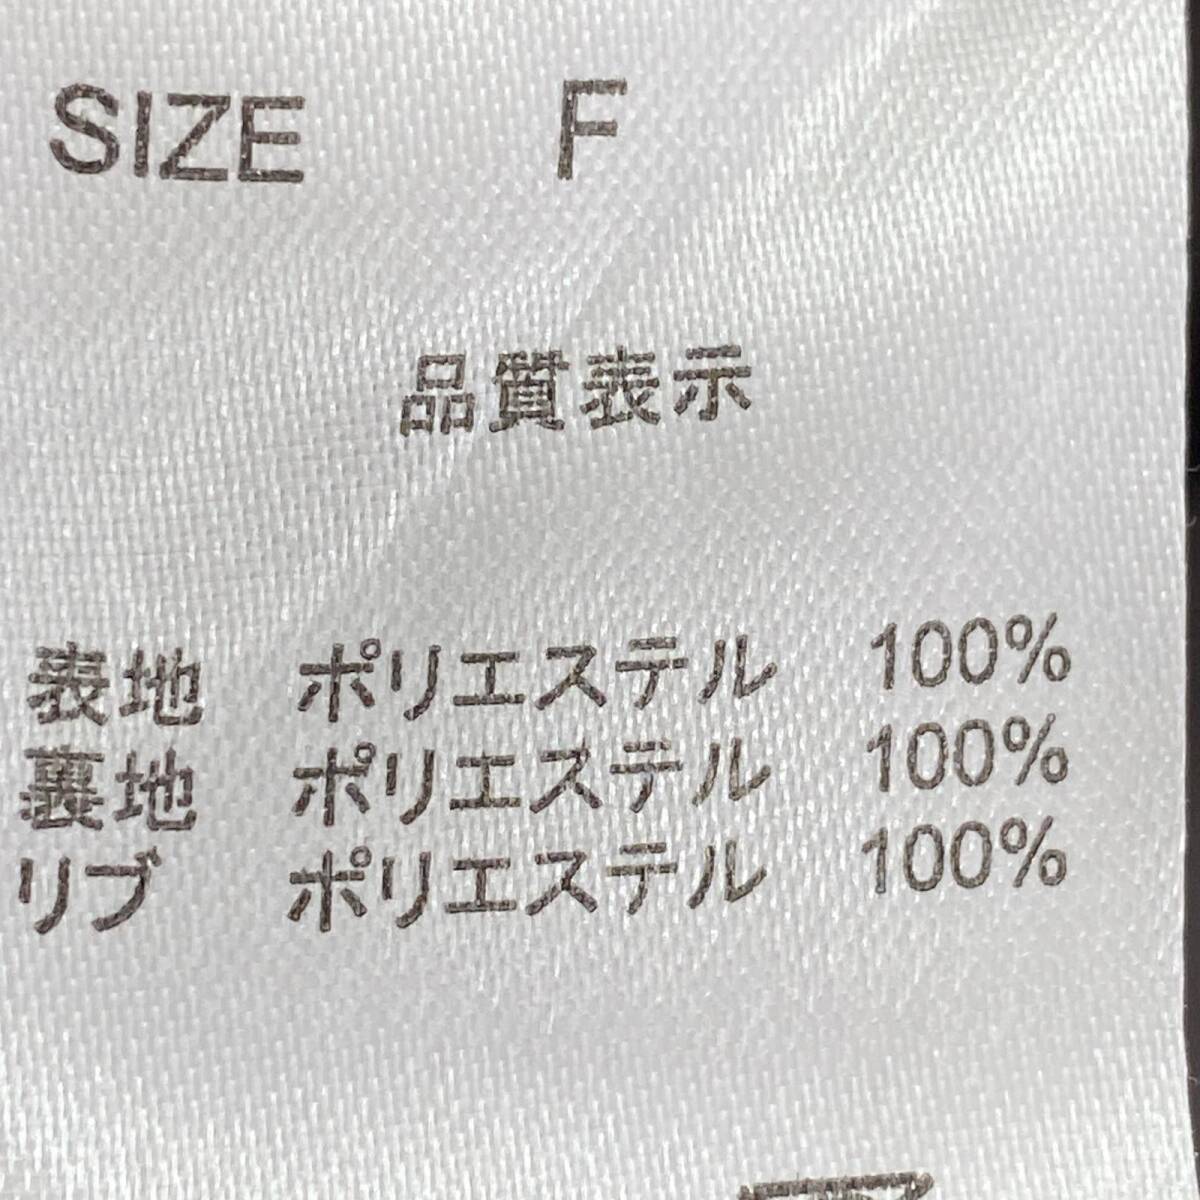 SIZE F
品質表示
表地 ポリエステル 100%
裏地 ポリエステル 100%
リブ ポリエステル 100%